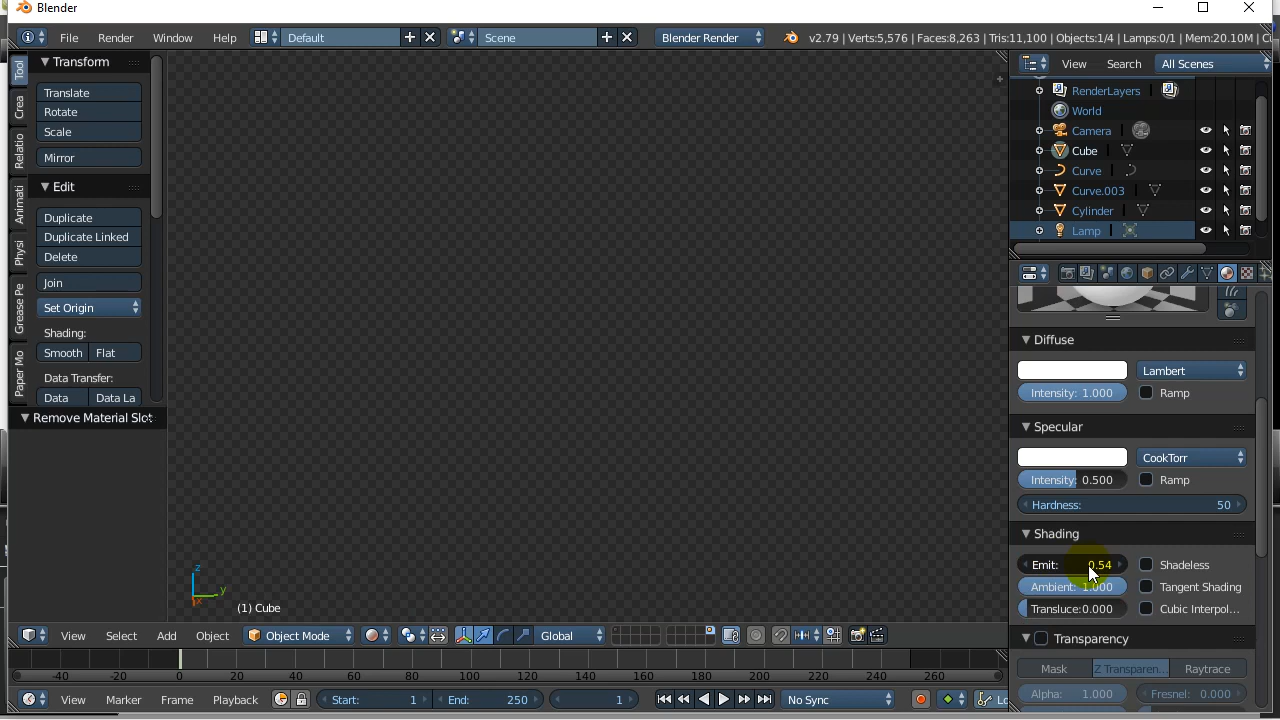 Blender
File Render Window Help Default Scene Blender Render v2.79 | Verts:5,576 | Faces:8,263 | Tris:11,100 | Objects:1/4 | Lamps:0/1 | Mem:20.10M |
Tool
Crea
Relatio
Animati
Physi
Grease Pe
Paper Mo
Transform
Translate
Rotate
Scale
Mirror
Edit
Duplicate
Duplicate Linked
Delete
Join
Set Origin
Shading:
Smooth Flat
Data Transfer:
Data Data La
Remove Material Slot
z
y
x
(1) Cube
View Select Add Object Object Mode Global
-40 -20 0 20 40 60 80 100 120 140 160 180 200 220 240 260
View Marker Frame Playback Start: 1 End: 250 1 No Sync Lo
View Search All Scenes
RenderLayers
World
Camera
Cube
Curve
Curve.003
Cylinder
Lamp
Diffuse
Lambert
Intensity: 1.000 Ramp
Specular
CookTorr
Intensity: 0.500 Ramp
Hardness: 50
Shading
Emit: 0.54 Shadeless
Ambient: 1.000 Tangent Shading
Transluce:0.000 Cubic Interpol...
Transparency
Mask Z Transparen... Raytrace
Alpha: 1.000 Fresnel: 0.000